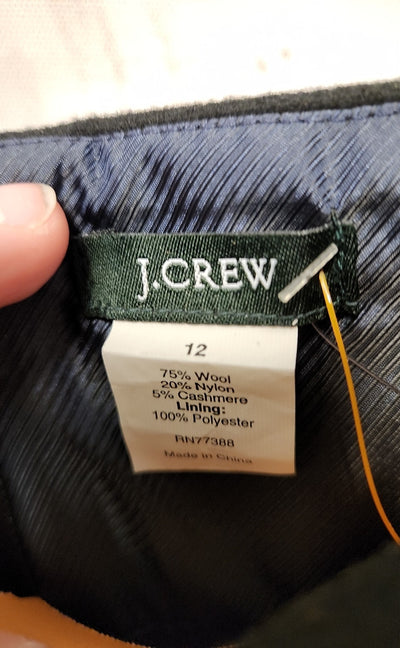 J.CREW
12
75% Wool
20% Nylon
5% Cashmere
Lining:
100% Polyester
RN77388
Made in China